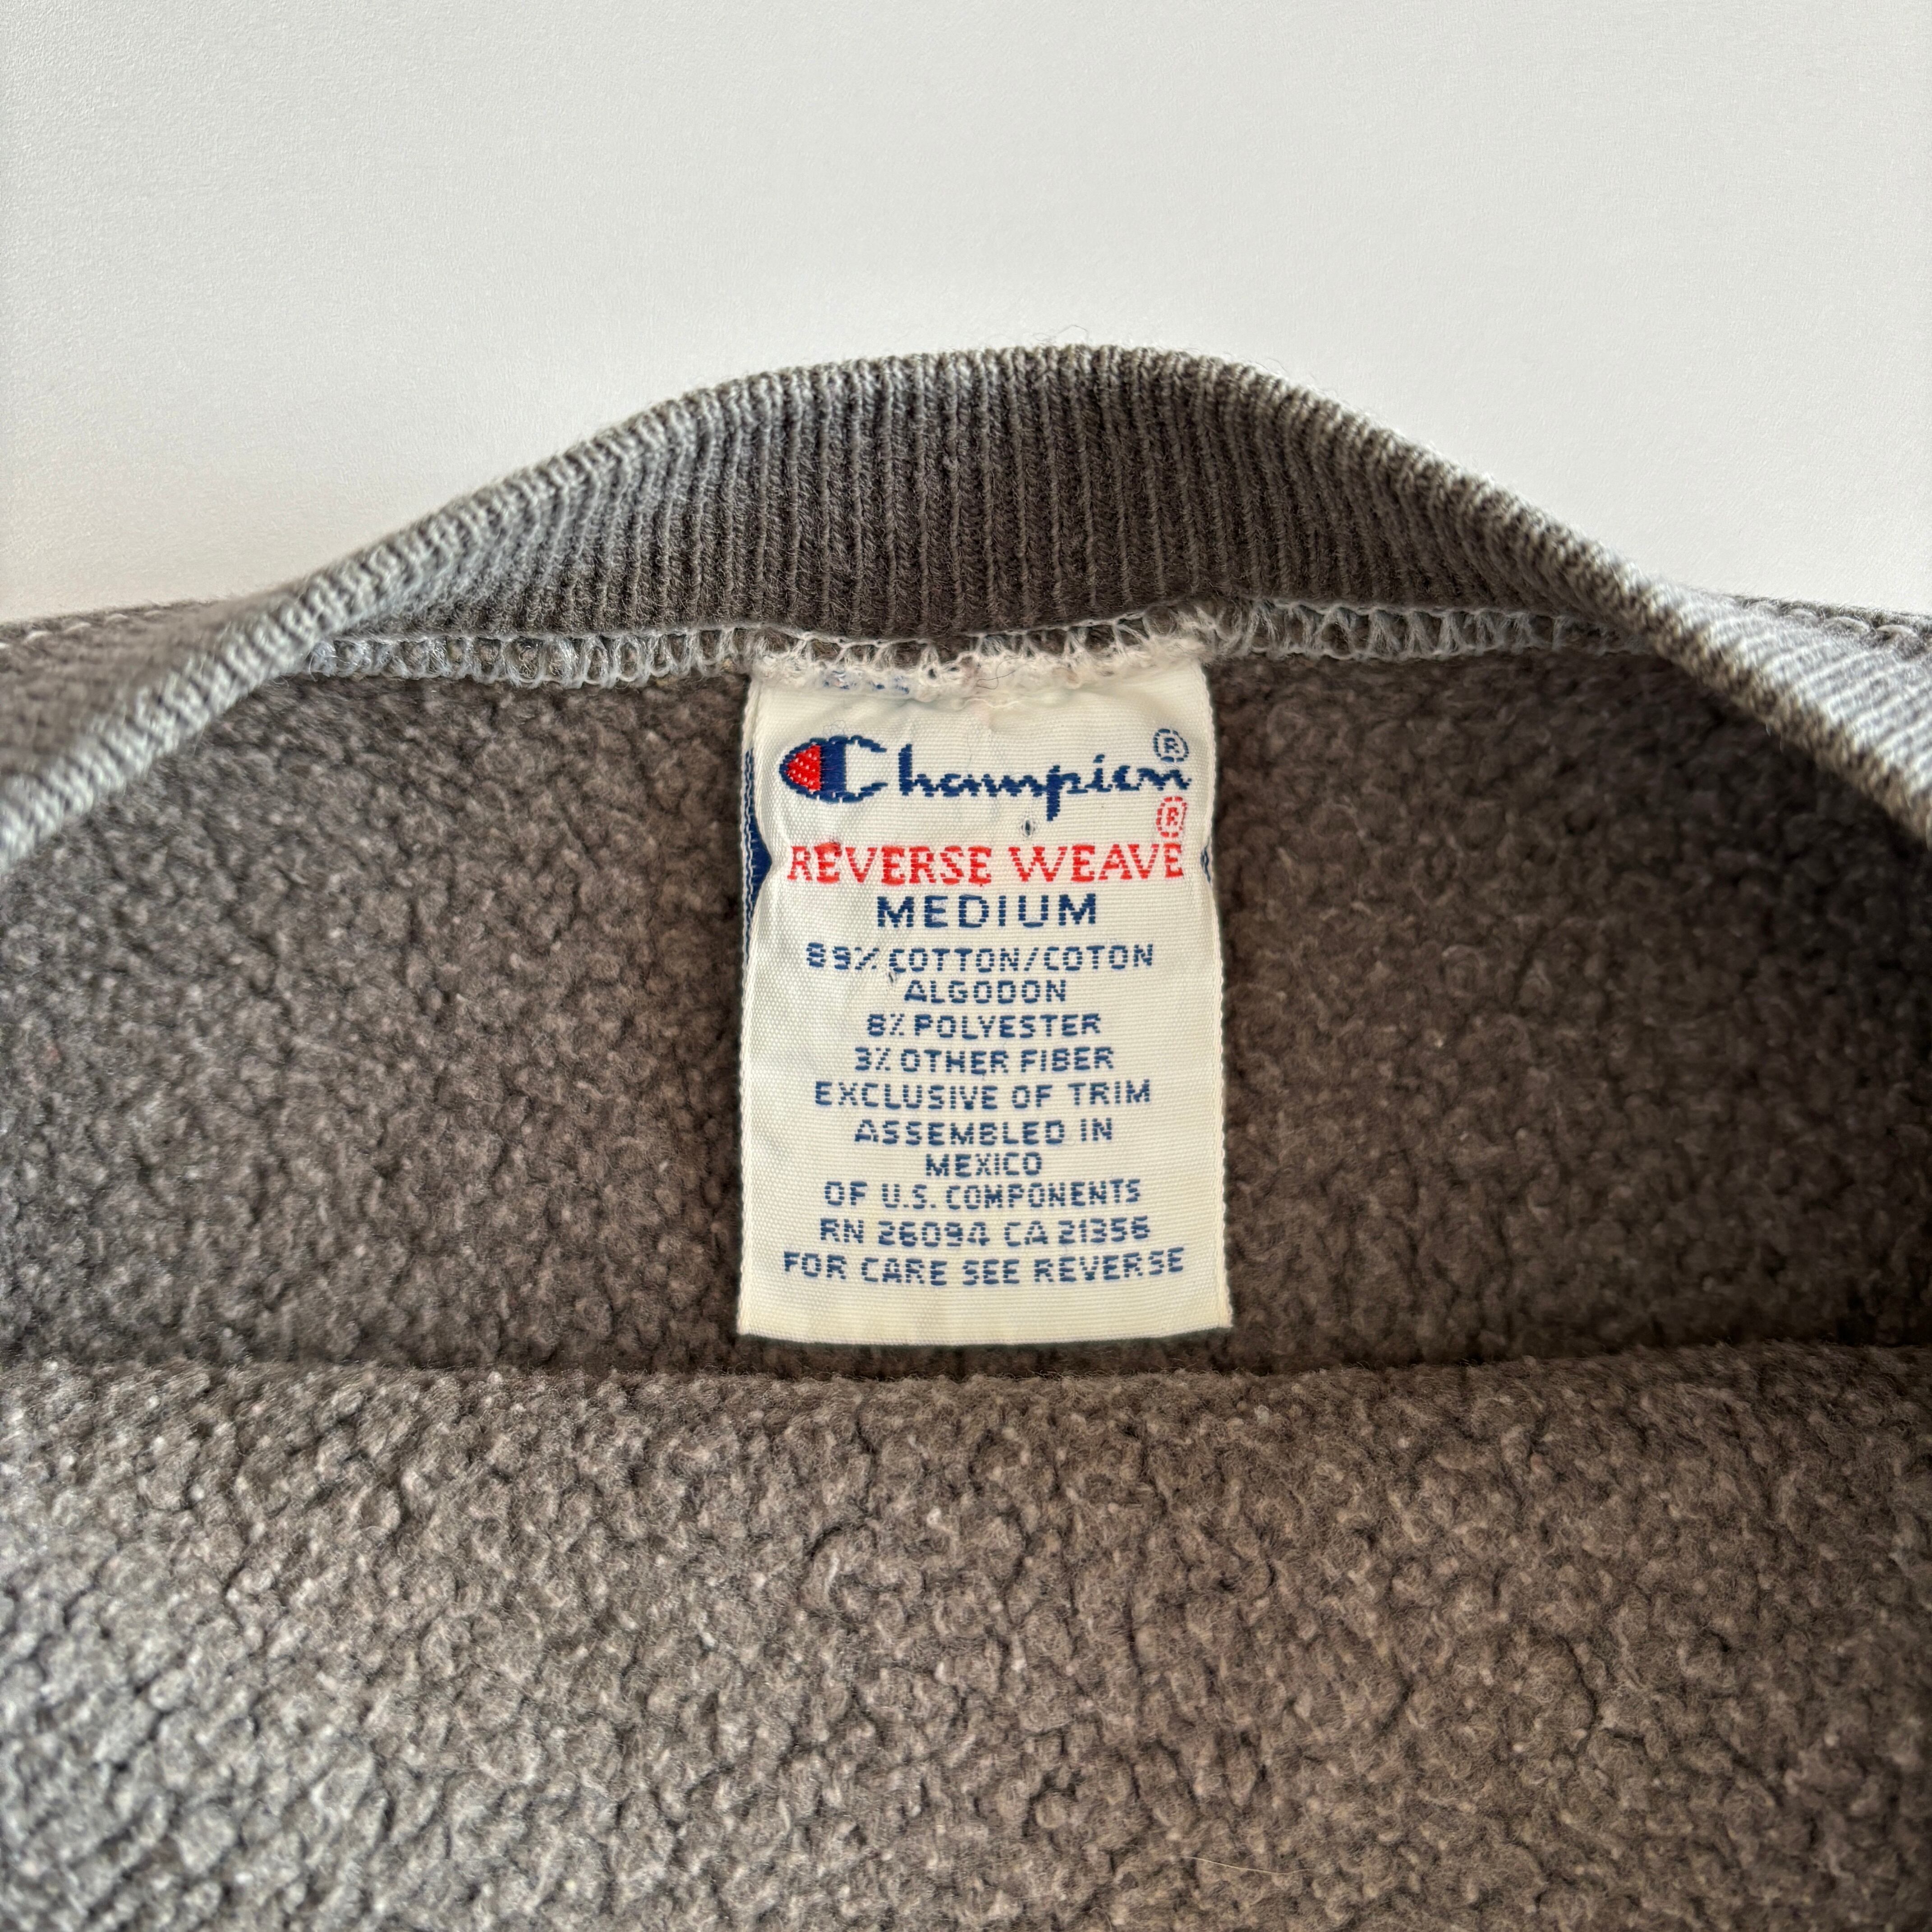 Champion®
®
REVERSE WEAVE
MEDIUM
89% COTTON/COTON
ALGODON
8% POLYESTER
3% OTHER FIBER
EXCLUSIVE OF TRIM
ASSEMBLED IN
MEXICO
OF U.S. COMPONENTS
RN 26094 CA 21356
FOR CARE SEE REVERSE